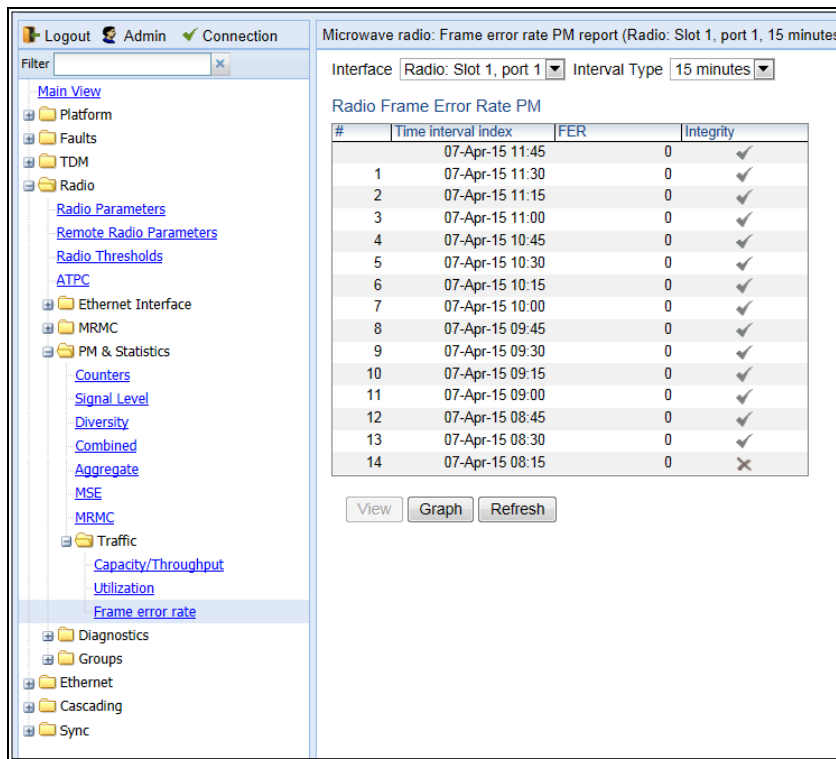 Logout Admin Connection
Filter
Main View
Platform
Faults
TDM
Radio
Radio Parameters
Remote Radio Parameters
Radio Thresholds
ATPC
Ethernet Interface
MRMC
PM & Statistics
Counters
Signal Level
Diversity
Combined
Aggregate
MSE
MRMC
Traffic
Capacity/Throughput
Utilization
Frame error rate
Diagnostics
Groups
Ethernet
Cascading
Sync
Microwave radio: Frame error rate PM report (Radio: Slot 1, port 1, 15 minutes
Interface Radio: Slot 1, port 1 Interval Type 15 minutes
Radio Frame Error Rate PM
# Time interval index FER Integrity
07-Apr-15 11:45 0
1 07-Apr-15 11:30 0
2 07-Apr-15 11:15 0
3 07-Apr-15 11:00 0
4 07-Apr-15 10:45 0
5 07-Apr-15 10:30 0
6 07-Apr-15 10:15 0
7 07-Apr-15 10:00 0
8 07-Apr-15 09:45 0
9 07-Apr-15 09:30 0
10 07-Apr-15 09:15 0
11 07-Apr-15 09:00 0
12 07-Apr-15 08:45 0
13 07-Apr-15 08:30 0
14 07-Apr-15 08:15 0
View Graph Refresh